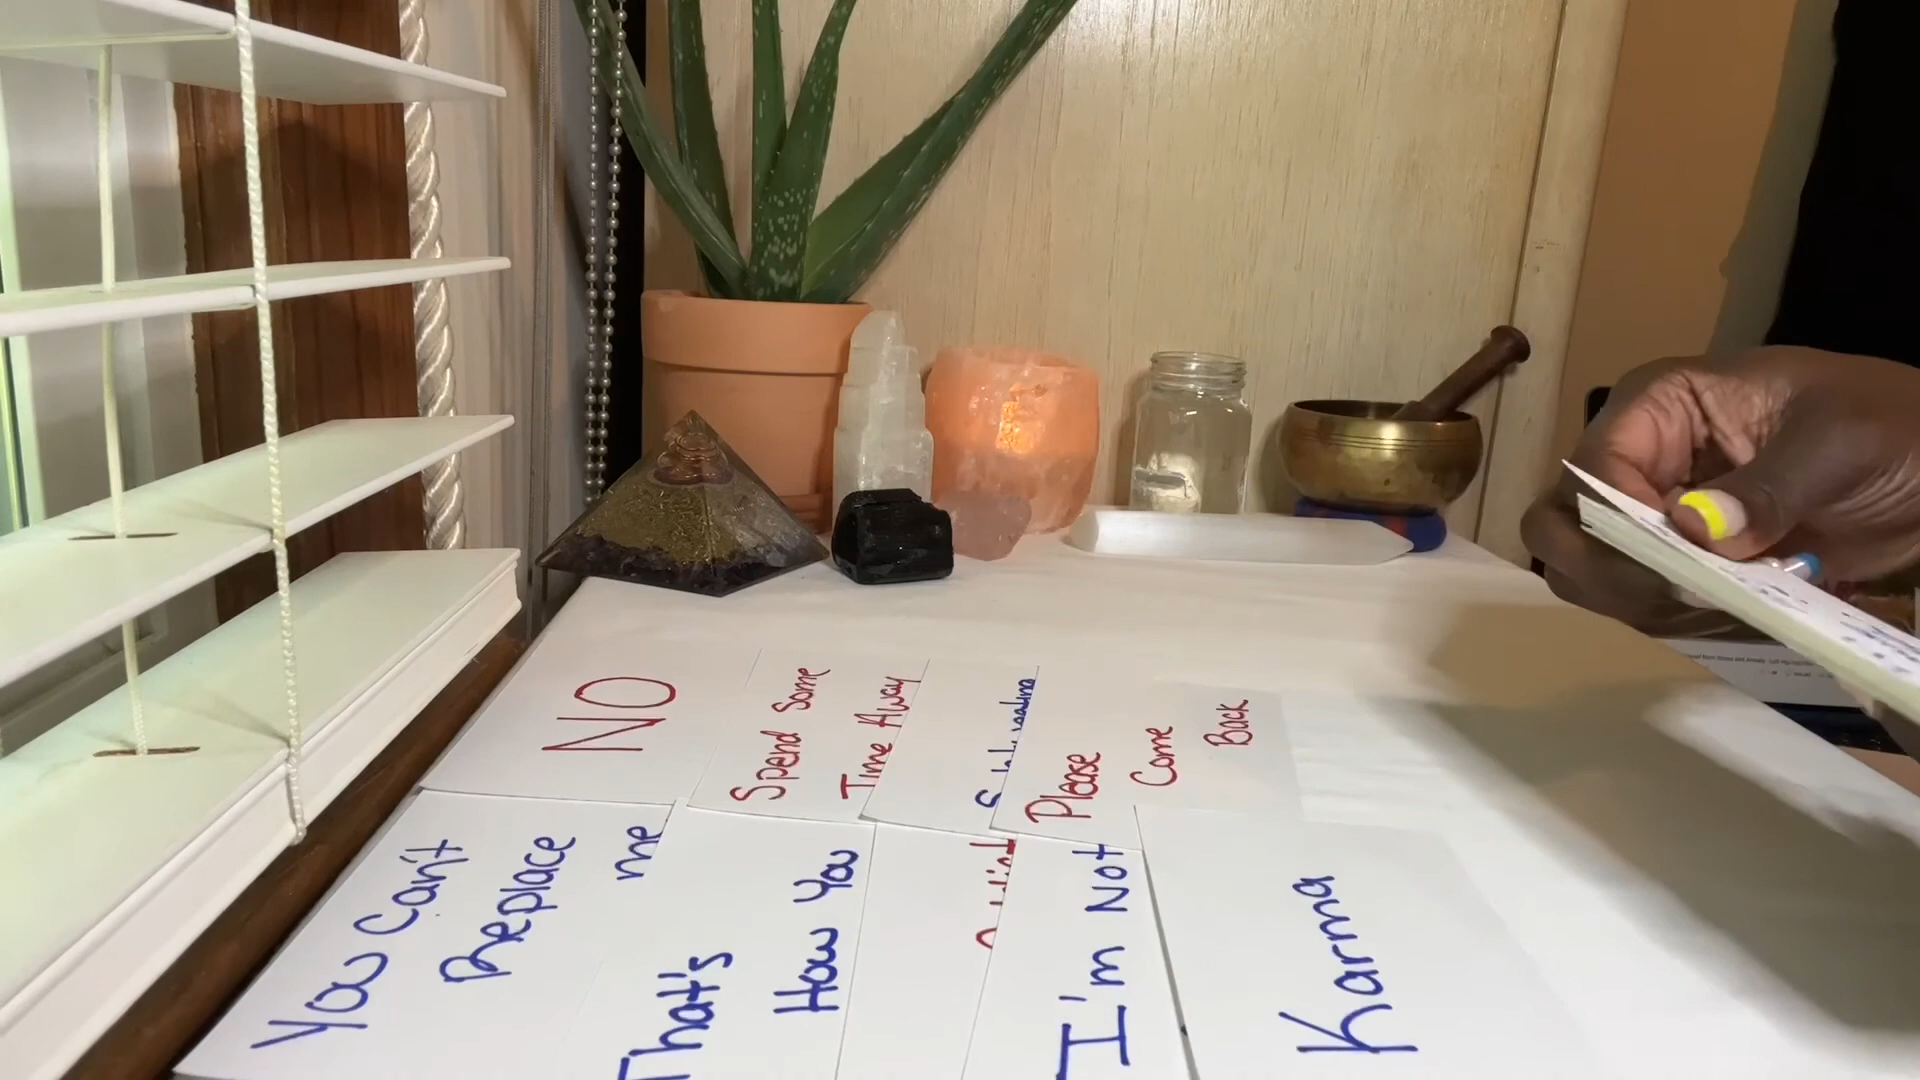 NO
Spend Some
Time Away
Please
Come
Back
You Can't
Replace
me
That's
How You
I'm Not
Karma